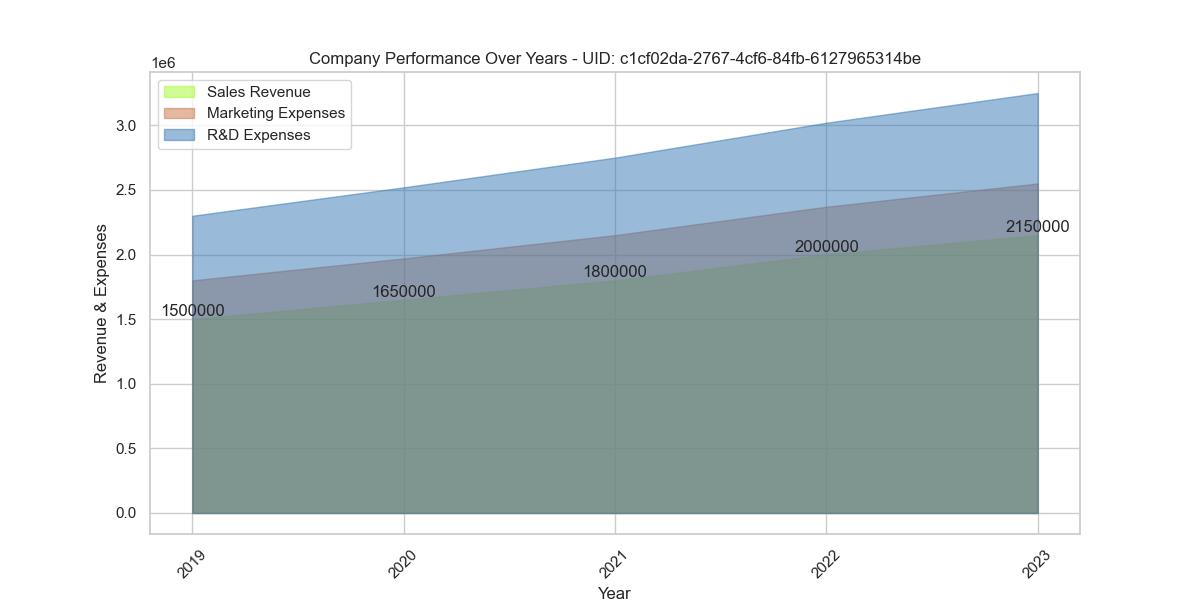 Company Performance Over Years - UID: c1cf02da-2767-4cf6-84fb-6127965314be
1e6
Sales Revenue
Marketing Expenses
R&D Expenses
3.0
2.5
2.0
1.5
1.0
0.5
0.0
Revenue & Expenses
1500000
1650000
1800000
2000000
2150000
2019
2020
2021
2022
2023
Year